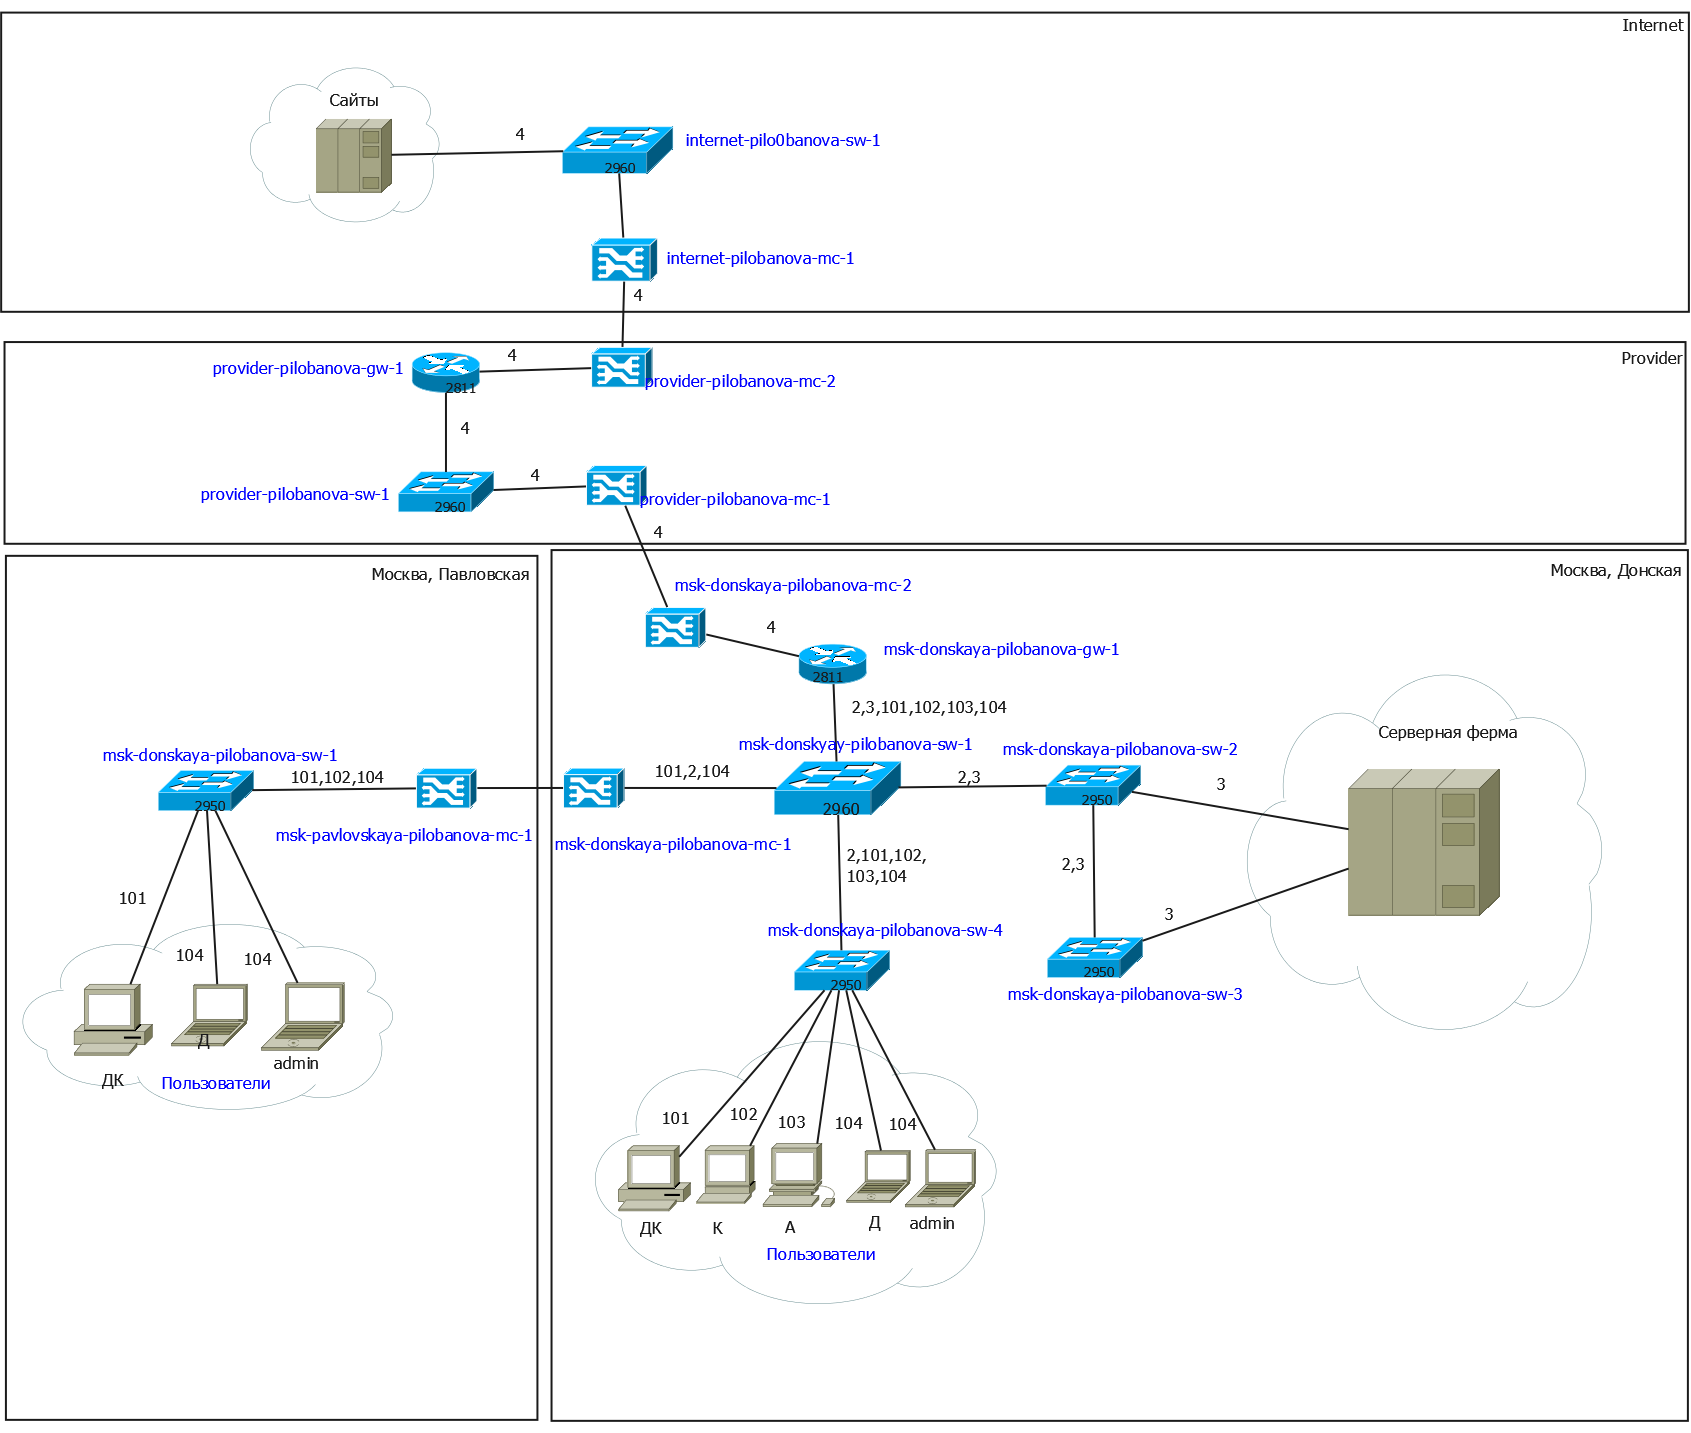 Internet
Сайты
4
internet-pilo0banova-sw-1
2960
internet-pilobanova-mc-1
4
Provider
provider-pilobanova-gw-1
4
2811
provider-pilobanova-mc-2
4
4
provider-pilobanova-sw-1
2960
provider-pilobanova-mc-1
4
Москва, Павловская
Москва, Донская
msk-donskaya-pilobanova-mc-2
4
msk-donskaya-pilobanova-gw-1
2811
2,3,101,102,103,104
msk-donskaya-pilobanova-sw-1
101,102,104
2950
msk-pavlovskaya-pilobanova-mc-1
101,2,104
msk-donskaya-pilobanova-mc-1
msk-donskyay-pilobanova-sw-1
2960
2,3
msk-donskaya-pilobanova-sw-2
2950
3
Серверная ферма
2,101,102,
103,104
2,3
3
msk-donskaya-pilobanova-sw-4
2950
2950
msk-donskaya-pilobanova-sw-3
101
104
104
ДК
Д
admin
Пользователи
101
102
103
104
104
ДК
К
А
Д
admin
Пользователи